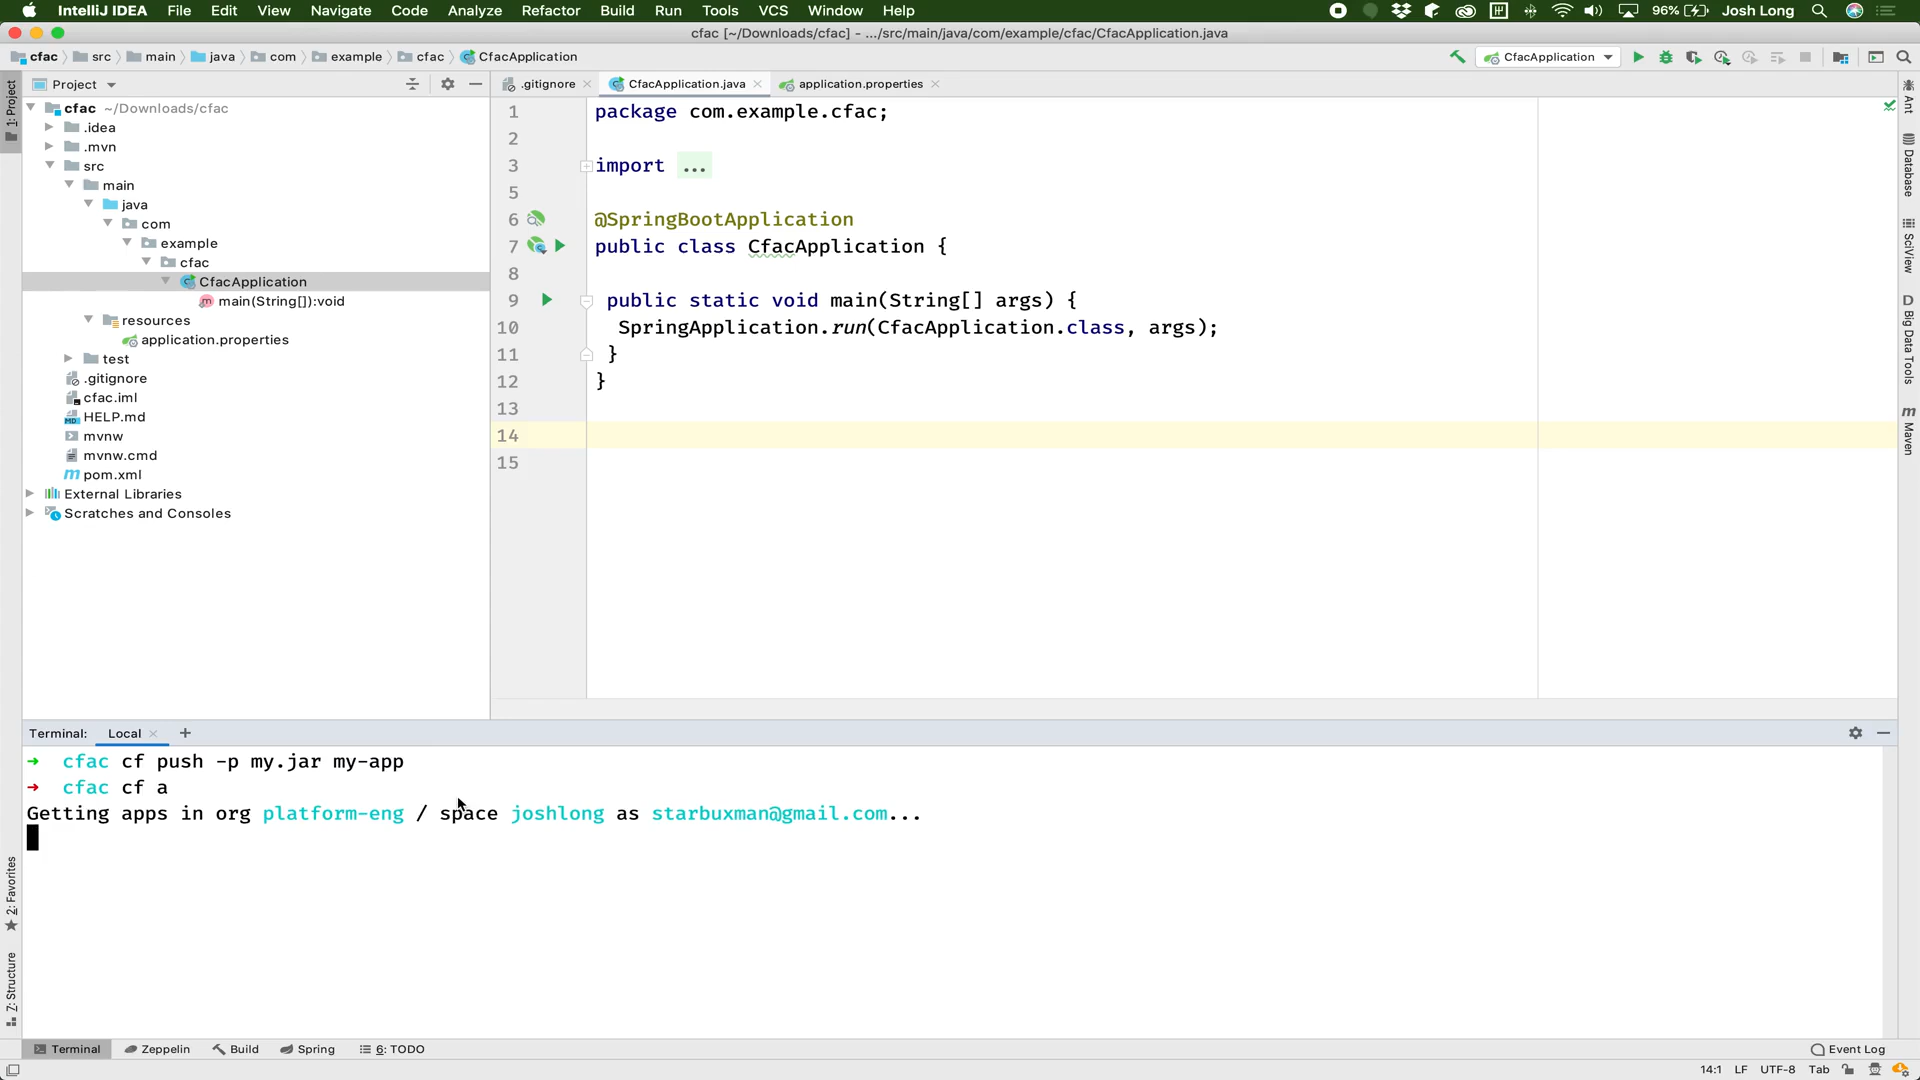 IntelliJ IDEA File Edit View Navigate Code Analyze Refactor Build Run Tools VCS Window Help 96% Josh Long
cfac [~/Downloads/cfac] – .../src/main/java/com/example/cfac/CfacApplication.java
cfac src main java com example cfac CfacApplication CfacApplication
1: Project
Project
.gitignore CfacApplication.java application.properties
cfac ~/Downloads/cfac
.idea
.mvn
src
main
java
com
example
cfac
CfacApplication
main(String[]):void
resources
application.properties
test
.gitignore
cfac.iml
HELP.md
mvnw
mvnw.cmd
pom.xml
External Libraries
Scratches and Consoles
1 package com.example.cfac;
2
3 import ...
5
6 @SpringBootApplication
7 public class CfacApplication {
8
9 public static void main(String[] args) {
10 SpringApplication.run(CfacApplication.class, args);
11 }
12 }
13
14
15
Ant
Database
SciView
D Big Data Tools
m Maven
Terminal: Local +
→ cfac cf push -p my.jar my-app
→ cfac cf a
Getting apps in org platform-eng / space joshlong as starbuxman@gmail.com...
2: Favorites
Z: Structure
Terminal Zeppelin Build Spring 6: TODO Event Log
14:1 LF UTF-8 Tab